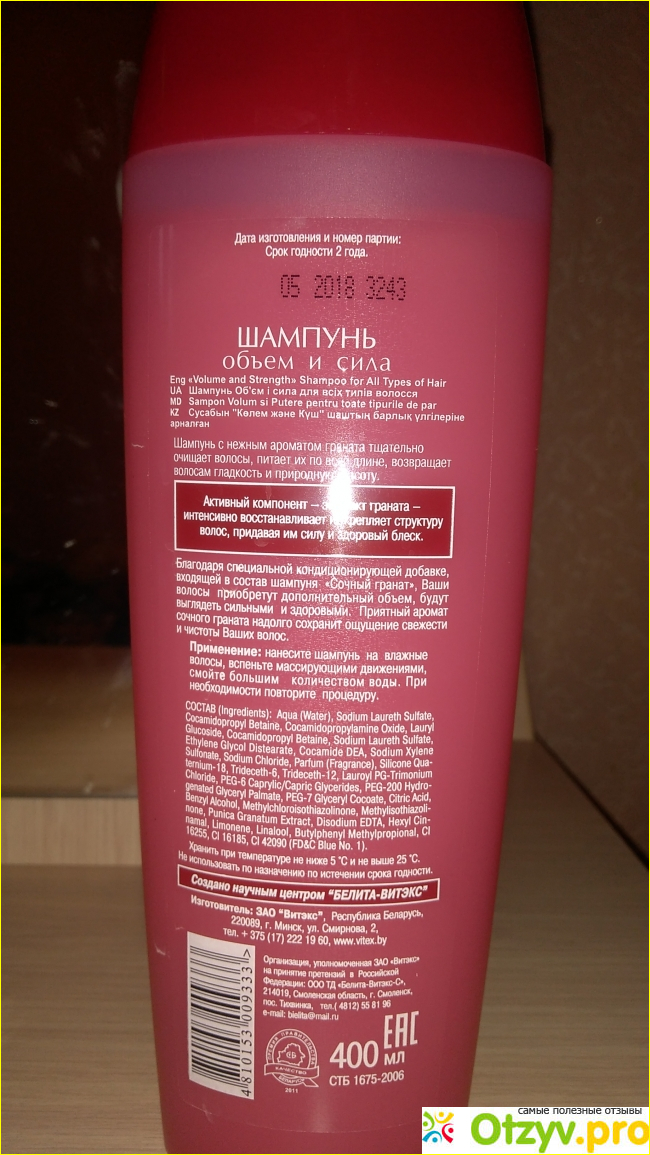 Дата изготовления и номер партии:
Срок годности 2 года.
05 2018 3243
ШАМПУНЬ
объем и сила
Eng «Volume and Strength» Shampoo for All Types of Hair
UA Шампунь Об'єм і сила для всіх типів волосся
MD Sampon Volum si Putere pentru toate tipurile de par
KZ Сусабын "Көлем және Күш" шаштың барлық үлгілеріне
арналған
Шампунь с нежным ароматом граната тщательно
очищает волосы, питает их по всей длине, возвращает
волосам гладкость и природную красоту.
Активный компонент – экстракт граната –
интенсивно восстанавливает и укрепляет структуру
волос, придавая им силу и здоровый блеск.
Благодаря специальной кондиционирующей добавке,
входящей в состав шампуня: «Сочный гранат», Ваши
волосы приобретут дополнительный объем, будут
выглядеть сильными и здоровыми. Приятный аромат
сочного граната надолго сохранит ощущение свежести
и чистоты Ваших волос.
Применение: нанесите шампунь на влажные
волосы, вспеньте массирующими движениями,
смойте большим количеством воды. При
необходимости повторите процедуру.
СОСТАВ (Ingredients): Aqua (Water), Sodium Laureth Sulfate,
Cocamidopropyl Betaine, Cocamidopropylamine Oxide, Lauryl
Glucoside, Cocamidopropyl Betaine, Sodium Laureth Sulfate,
Ethylene Glycol Distearate, Cocamide DEA, Sodium Xylene
Sulfonate, Sodium Chloride, Parfum (Fragrance), Silicone Qua-
ternium-18, Trideceth-6, Trideceth-12, Lauroyl PG-Trimonium
Chloride, PEG-6 Caprylic/Capric Glycerides, PEG-200 Hydro-
genated Glyceryl Palmate, PEG-7 Glyceryl Cocoate, Citric Acid,
Benzyl Alcohol, Methylchloroisothiazolinone, Methylisothiazoli-
none, Punica Granatum Extract, Disodium EDTA, Hexyl Cin-
namal, Limonene, Linalool, Butylphenyl Methylpropional, CI
16255, CI 16185, CI 42090 (FD&C Blue No. 1).
Хранить при температуре не ниже 5 °С и не выше 25 °С.
Не использовать по назначению по истечении срока годности.
Создано научным центром "БЕЛИТА-ВИТЭКС"
Изготовитель: ЗАО "Витэкс", Республика Беларусь,
220089, г. Минск, ул. Смирнова, 2,
тел. + 375 (17) 222 19 60, www.vitex.by
Организация, уполномоченная ЗАО «Витэкс»
на принятие претензий в Российской
Федерации: ООО ТД «Белита-Витэкс-С»,
214019, Смоленская область, г. Смоленск,
пос. Тихвинка, тел.( 4812) 55 81 96
e-mail: bielita@mail.ru
4 810153 009333 >
СБ
КАЧЕСТВО
2011
EAC
400 МЛ
СТБ 1675-2006
самые полезные отзывы
Otzyv.pro